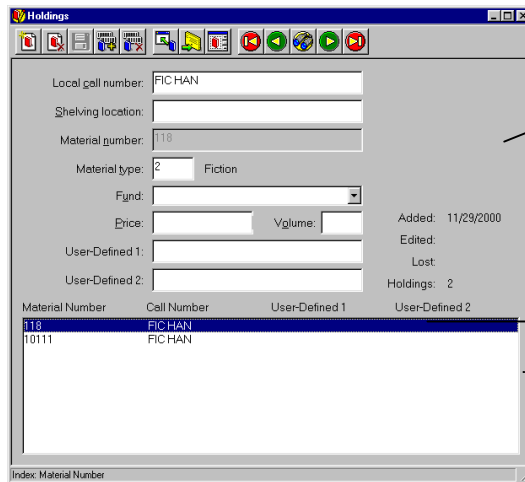 Holdings
Local call number: FIC HAN
Shelving location:
Material number: 118
Material type: 2 Fiction
Fund:
Price: Volume: Added: 11/29/2000
Edited:
User-Defined 1:
Lost:
User-Defined 2:
Holdings: 2
Material Number Call Number User-Defined 1 User-Defined 2
118 FIC HAN
10111 FIC HAN
Index: Material Number